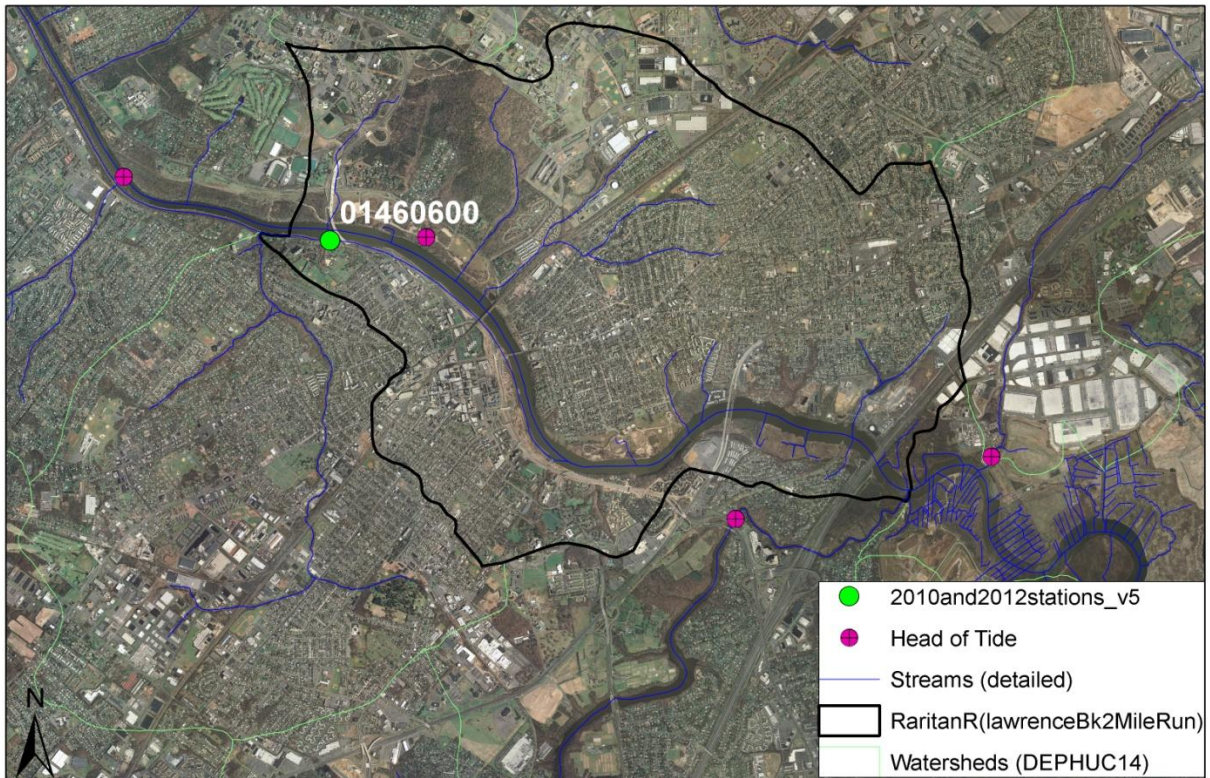 01460600
N
2010and2012stations_v5
Head of Tide
Streams (detailed)
RaritanR(lawrenceBk2MileRun)
Watersheds (DEPHUC14)